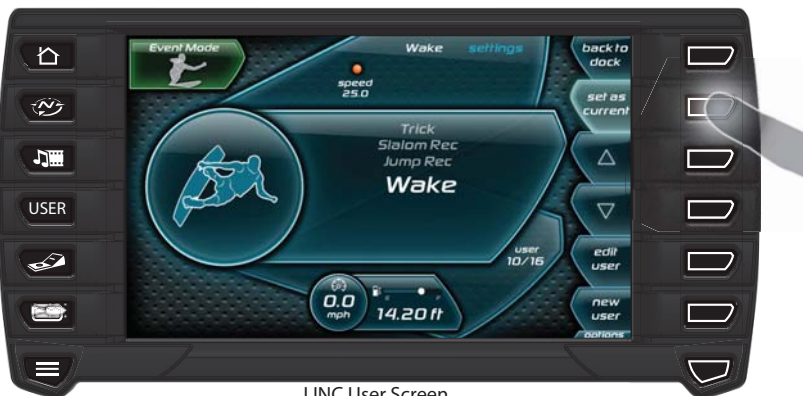 Event Mode
Wake settings
back to
dock
speed
25.0
set as
current
Trick
Slalom Rec
Jump Rec
Wake
USER
user
10/16
edit
user
0.0
mph
14.20 ft
new
user
options
LINC User Screen